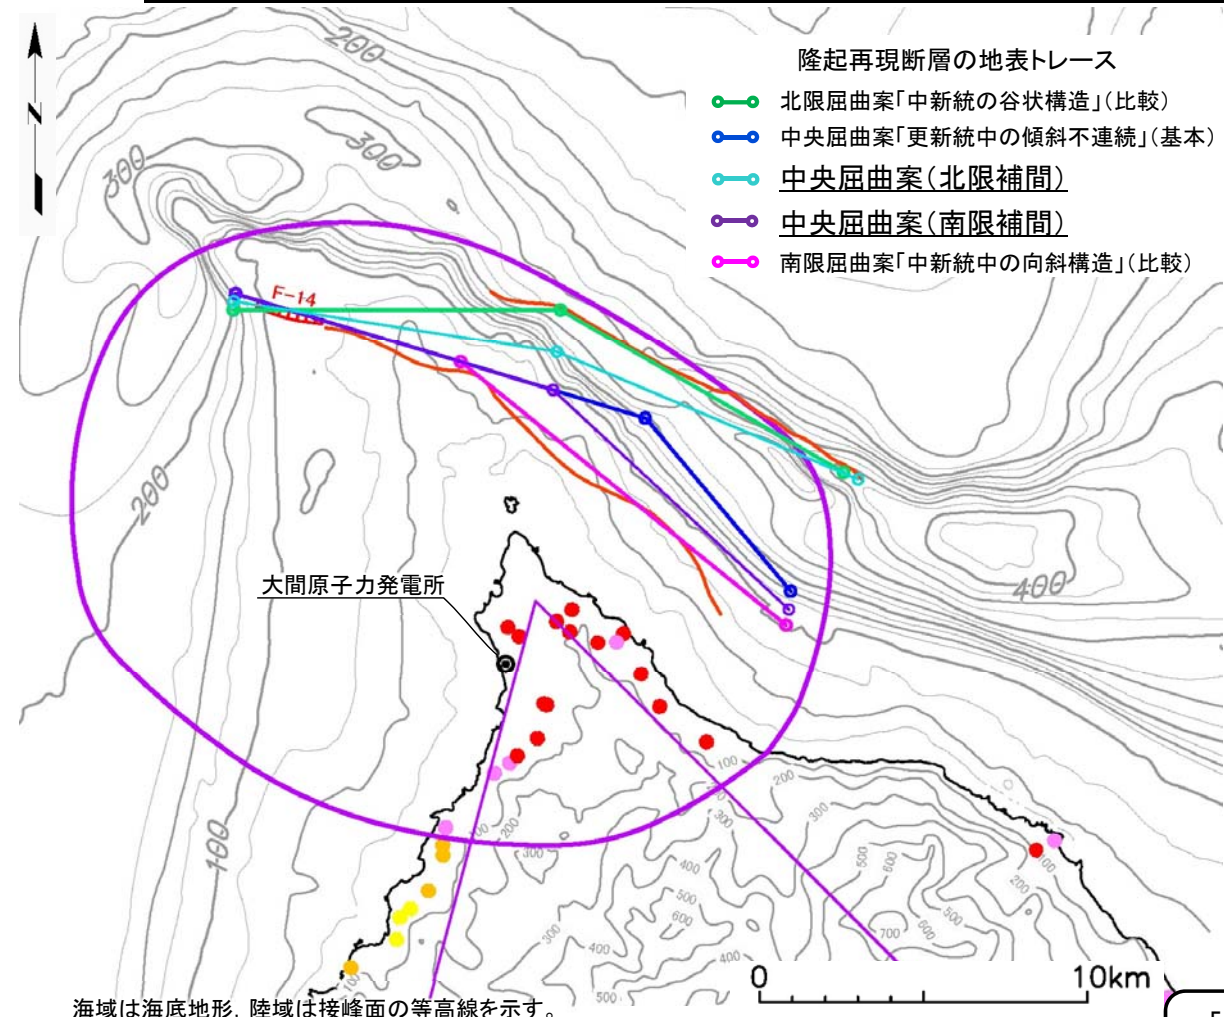 隆起再現断層の地表トレース
北限屈曲案「中新統の谷状構造」(比較)
中央屈曲案「更新統中の傾斜不連続」(基本)
中央屈曲案(北限補間)
中央屈曲案(南限補間)
南限屈曲案「中新統中の向斜構造」(比較)
N
200
300
300
F-14
200
400
大間原子力発電所
100
100
200
300
300
200
300
400
500
600
500
600
200
100
500
700
600
300
400
400
500
0
10km
海域は海底地形，陸域は接峰面の等高線を示す。